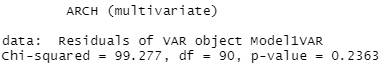 ARCH (multivariate)
data:  Residuals of VAR object Model1VAR
Chi-squared = 99.277, df = 90, p-value = 0.2363